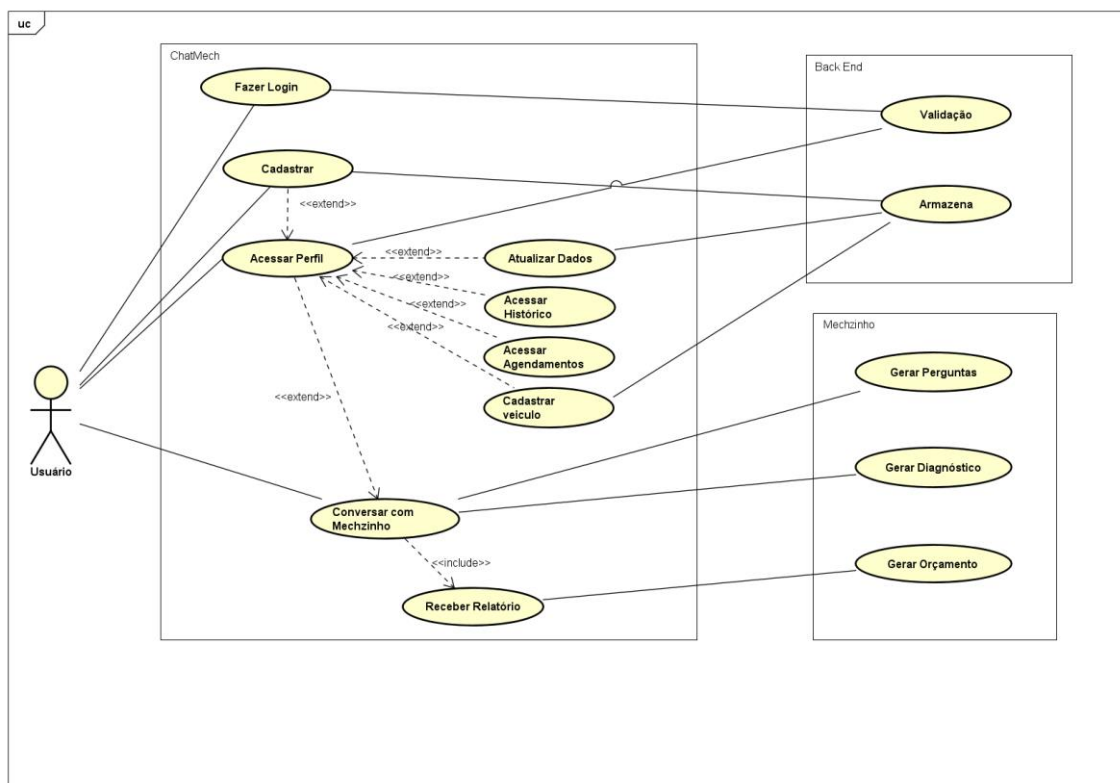 uc
ChatMech
Fazer Login
Back End
Validação
Cadastrar
Armazena
<<extend>>
Acessar Perfil
<<extend>>
Atualizar Dados
<<extend>>
Acessar
Histórico
<<extend>>
<<extend>>
Acessar
Agendamentos
Cadastrar
veiculo
Mechzinho
Gerar Perguntas
<<extend>>
Gerar Diagnóstico
Usuário
Conversar com
Mechzinho
<<include>>
Gerar Orçamento
Receber Relatório